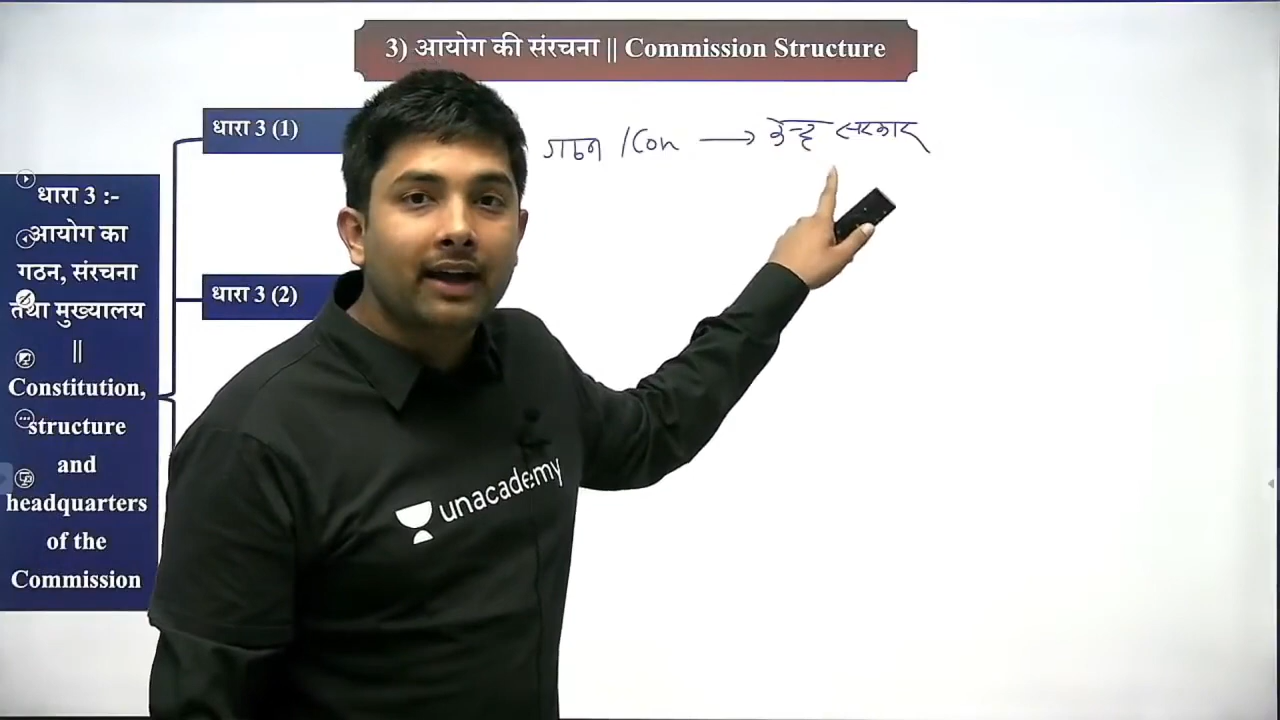 3) आयोग की संरचना || Commission Structure
धारा 3 (1)
गठन / Con → केन्द्र सरकार
धारा 3 :-
आयोग का
गठन, संरचना
तथा मुख्यालय
||
Constitution,
structure
and
headquarters
of the
Commission
धारा 3 (2)
unacademy